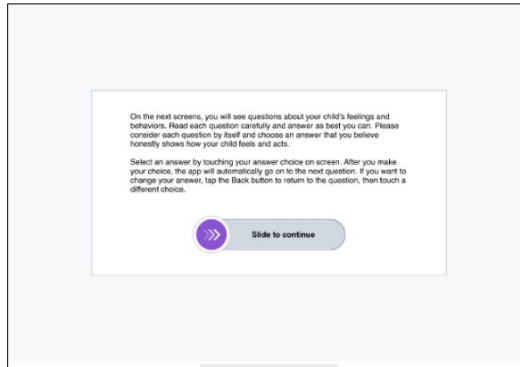 On the next screens, you will see questions about your child's feelings and
behaviors. Read each question carefully and answer as best you can. Please
consider each question by itself and choose an answer that you believe
honestly shows how your child feels and acts.
Select an answer by touching your answer choice on screen. After you make
your choice, the app will automatically go on to the next question. If you want to
change your answer, tap the Back button to return to the question, then touch a
different choice.
Slide to continue